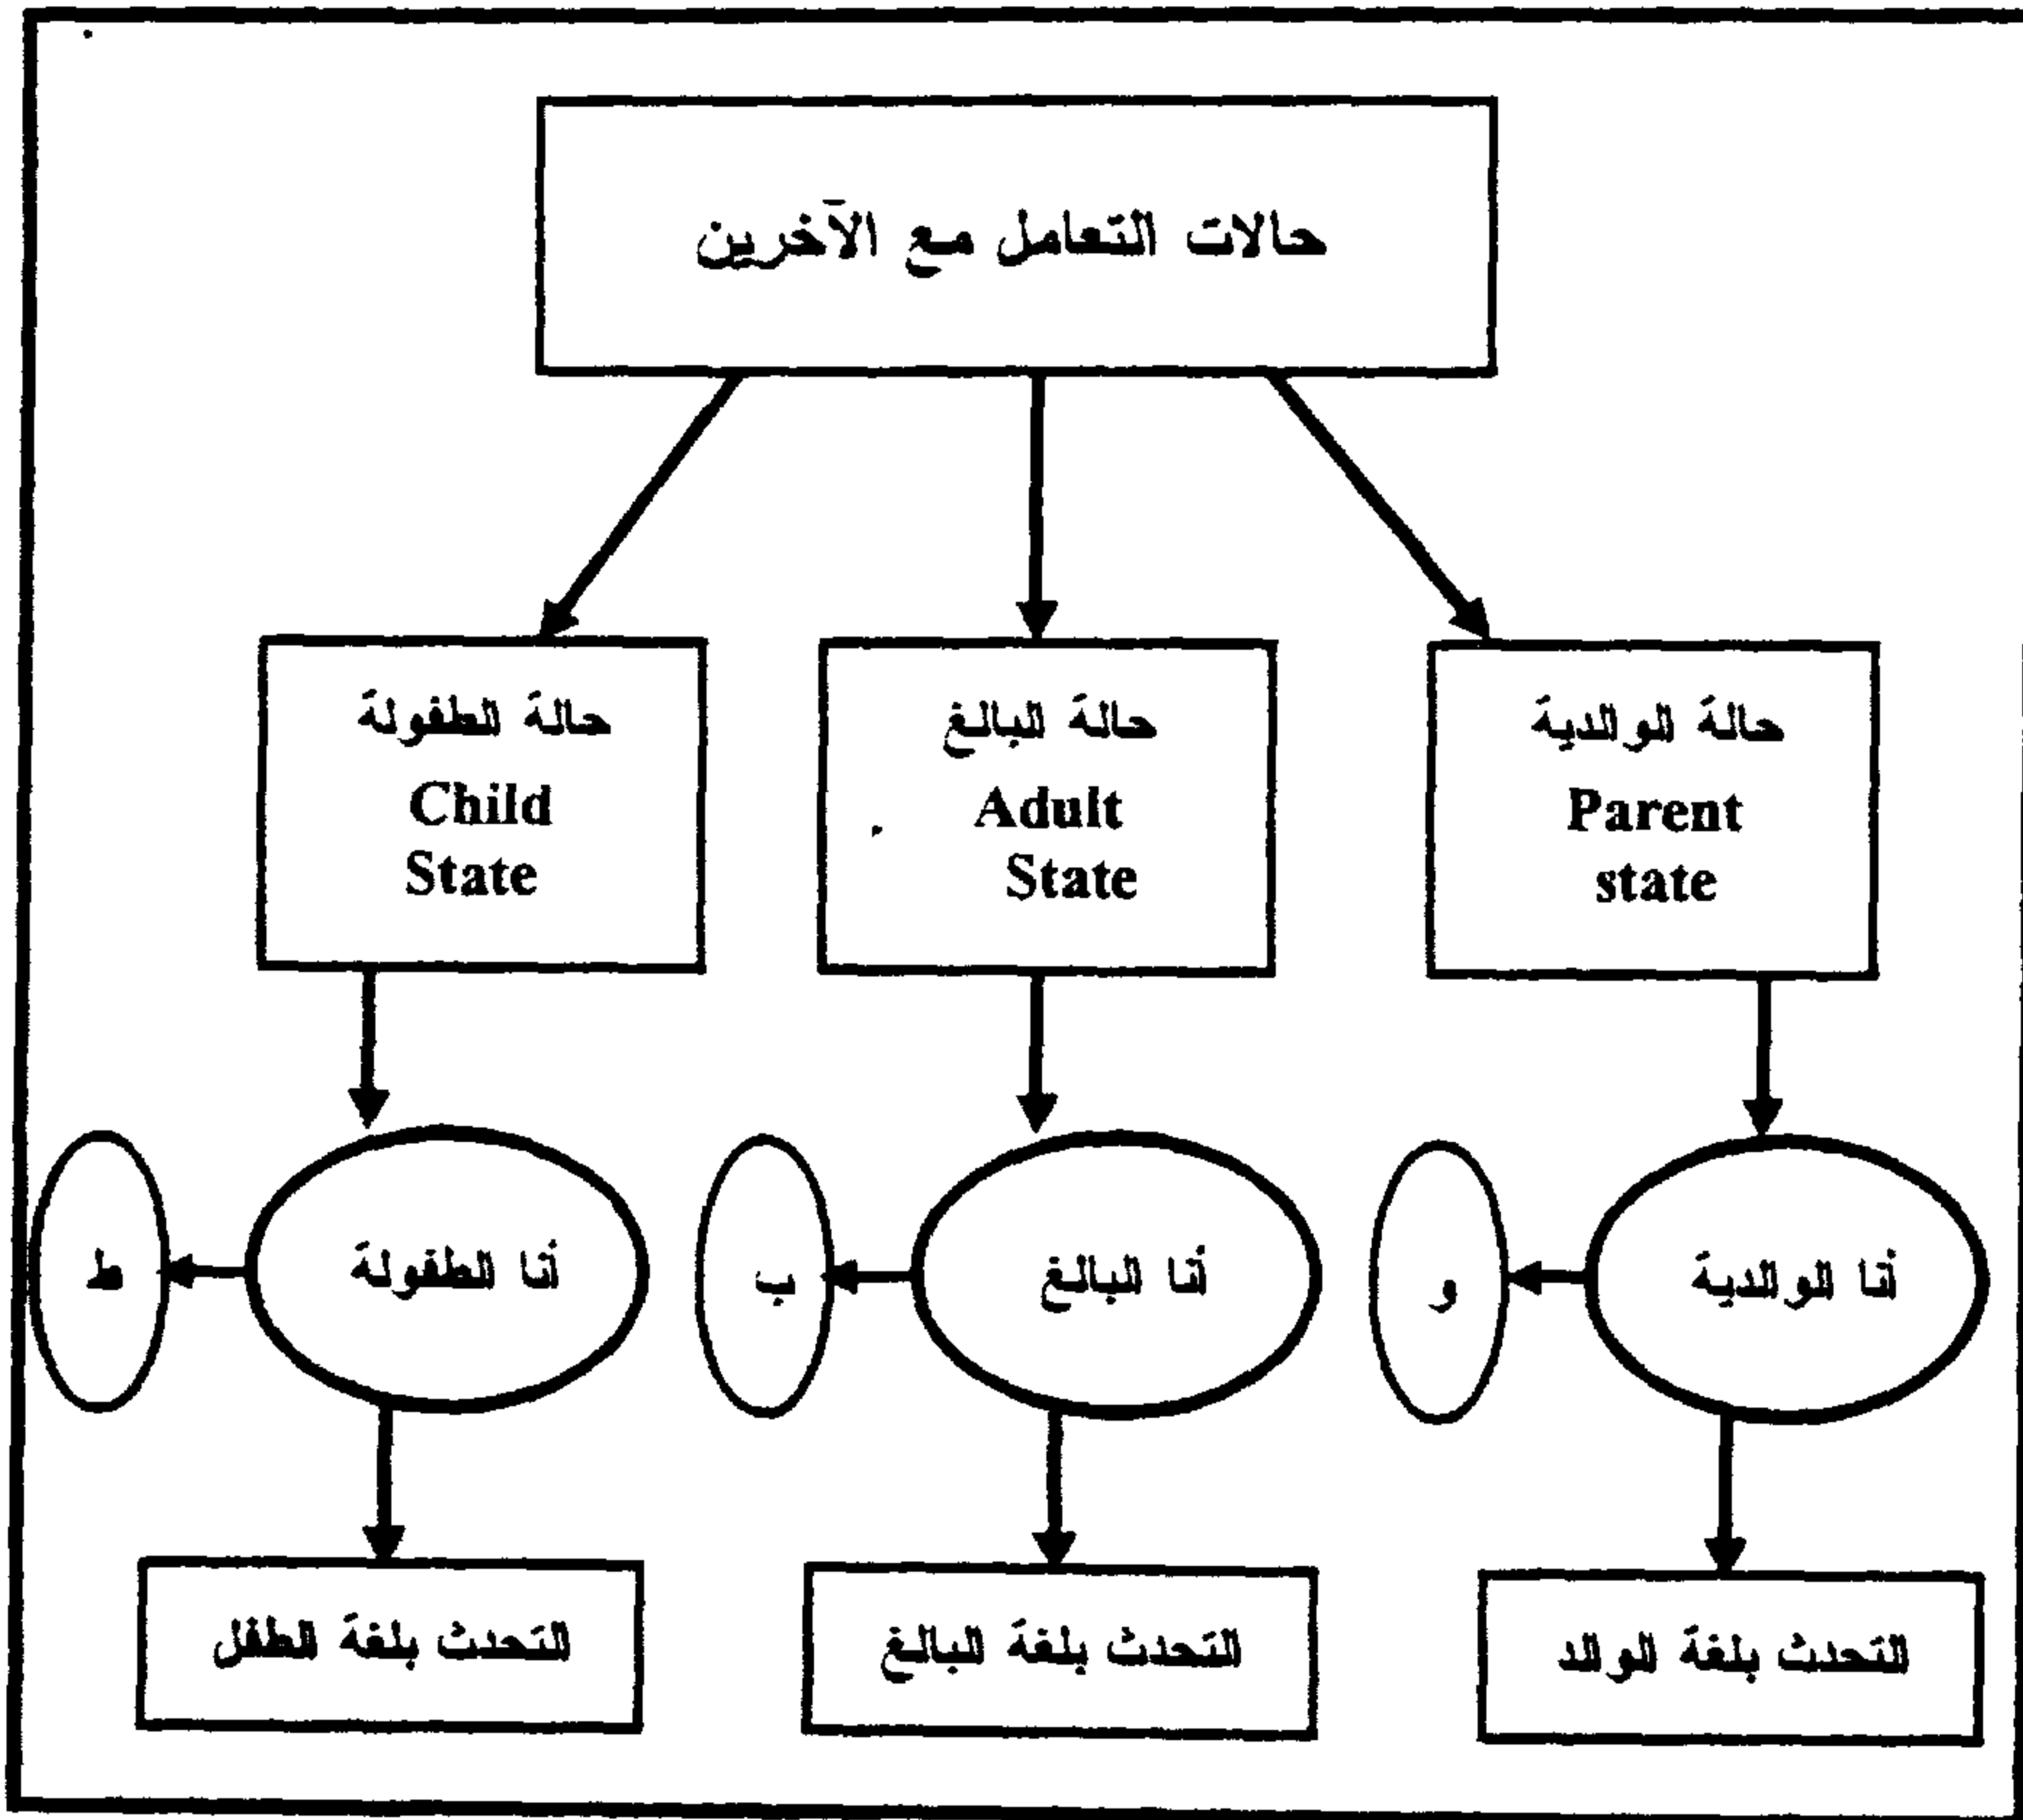 حالات التعامل مع الآخرين
حالة الوالدية
Parent
state
حالة البالغ
Adult
State
حالة الطفولة
Child
State
أنا الوالدية
و
أنا البالغ
ب
أنا الطفولة
ط
التحدث بلغة الوالد
التحدث بلغة البالغ
التحدث بلغة الطفل